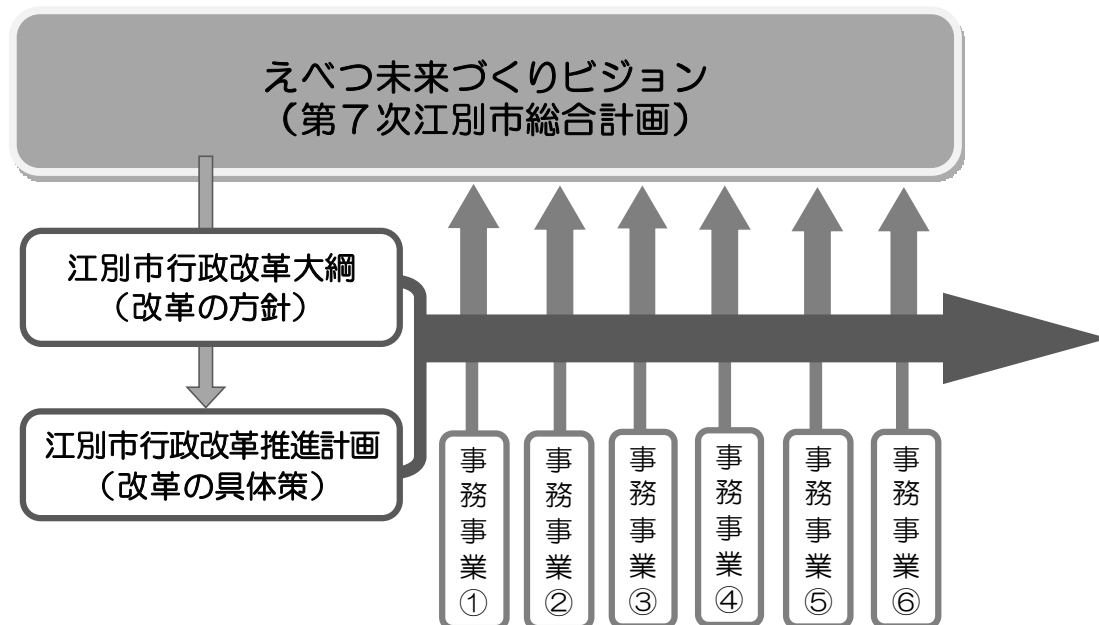 えべつ未来づくりビジョン
（第７次江別市総合計画）
江別市行政改革大綱
（改革の方針）
江別市行政改革推進計画
（改革の具体策）
事務事業①
事務事業②
事務事業③
事務事業④
事務事業⑤
事務事業⑥